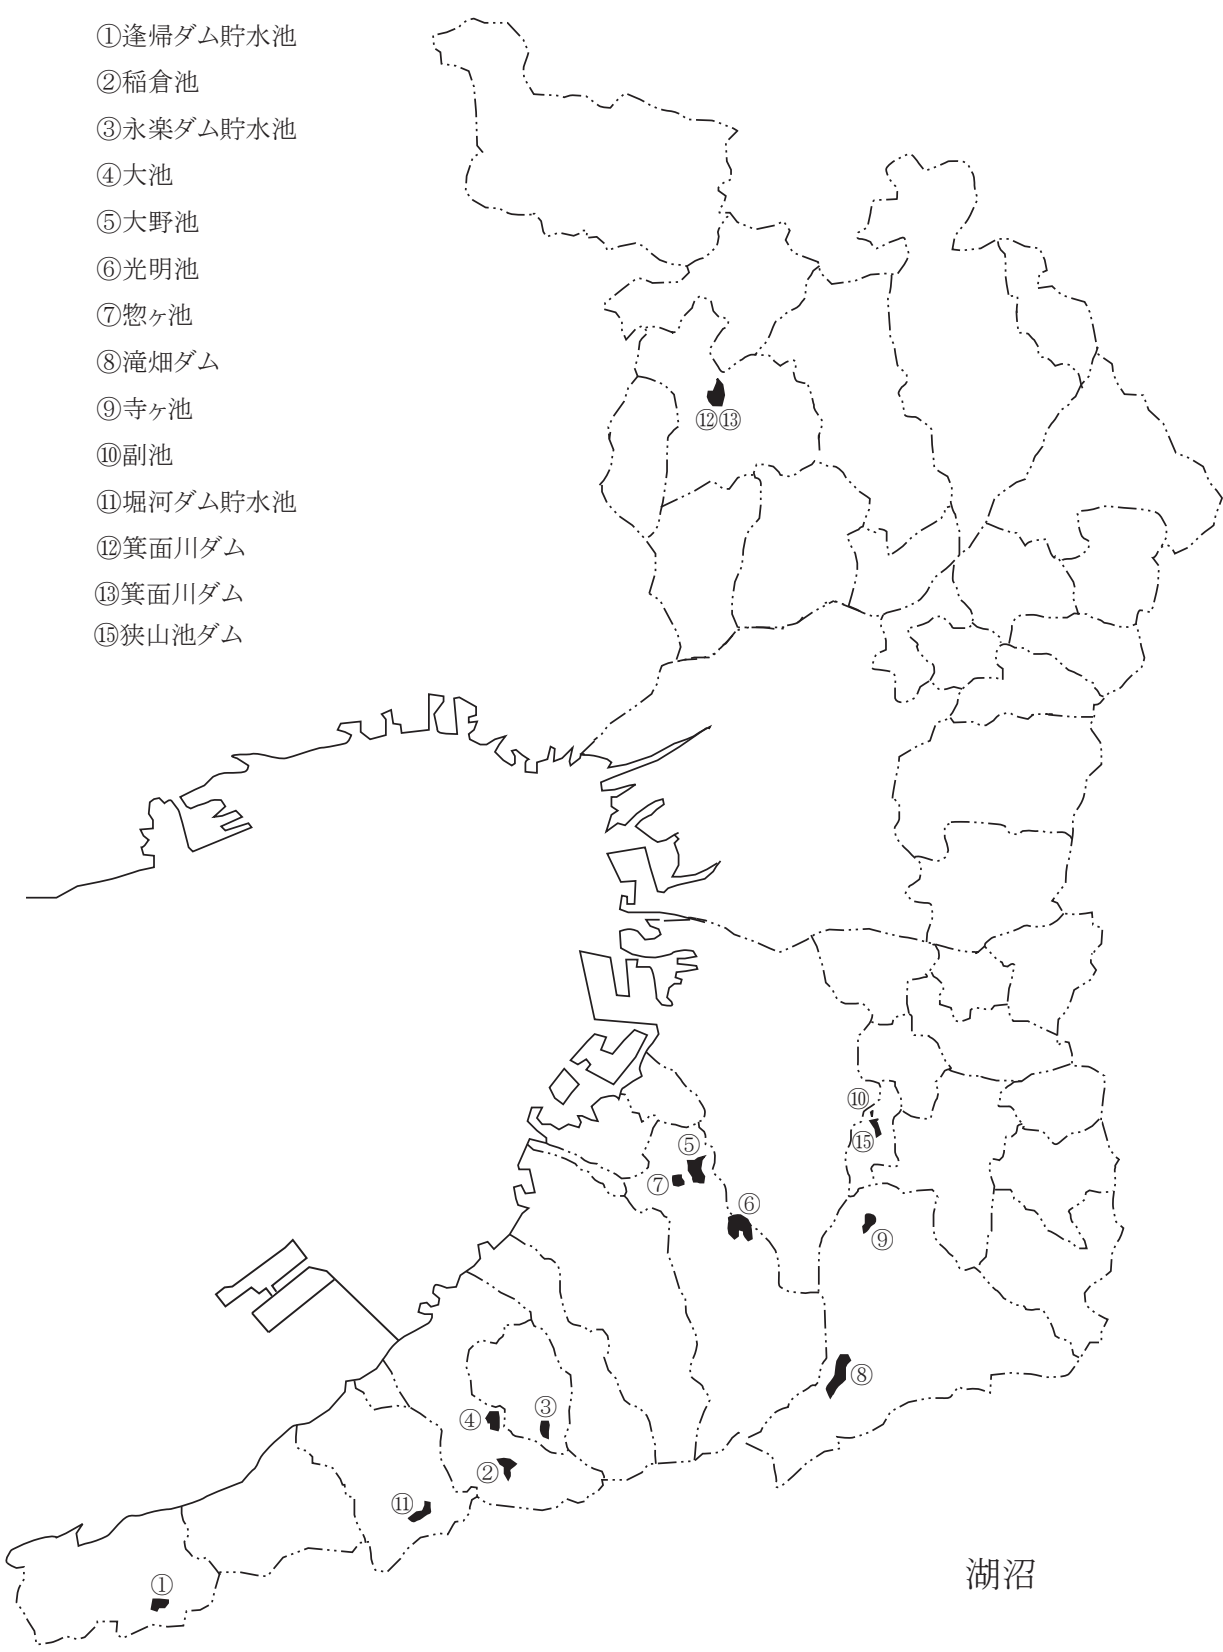 ①逢帰ダム貯水池
②稲倉池
③永楽ダム貯水池
④大池
⑤大野池
⑥光明池
⑦惣ヶ池
⑧滝畑ダム
⑨寺ヶ池
⑩副池
⑪堀河ダム貯水池
⑫箕面川ダム
⑬箕面川ダム
⑮狭山池ダム
⑫⑬
⑩
⑮
⑤
⑦
⑥
⑨
⑧
③
④
②
⑪
①
湖沼